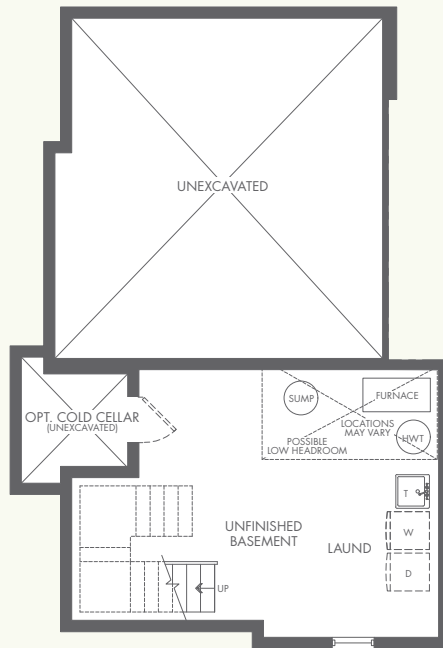 UNEXCAVATED
SUMP
FURNACE
LOCATIONS
MAY VARY
HWT
POSSIBLE
LOW HEADROOM
OPT. COLD CELLAR
(UNEXCAVATED)
T
UNFINISHED
BASEMENT
LAUND
W
D
UP